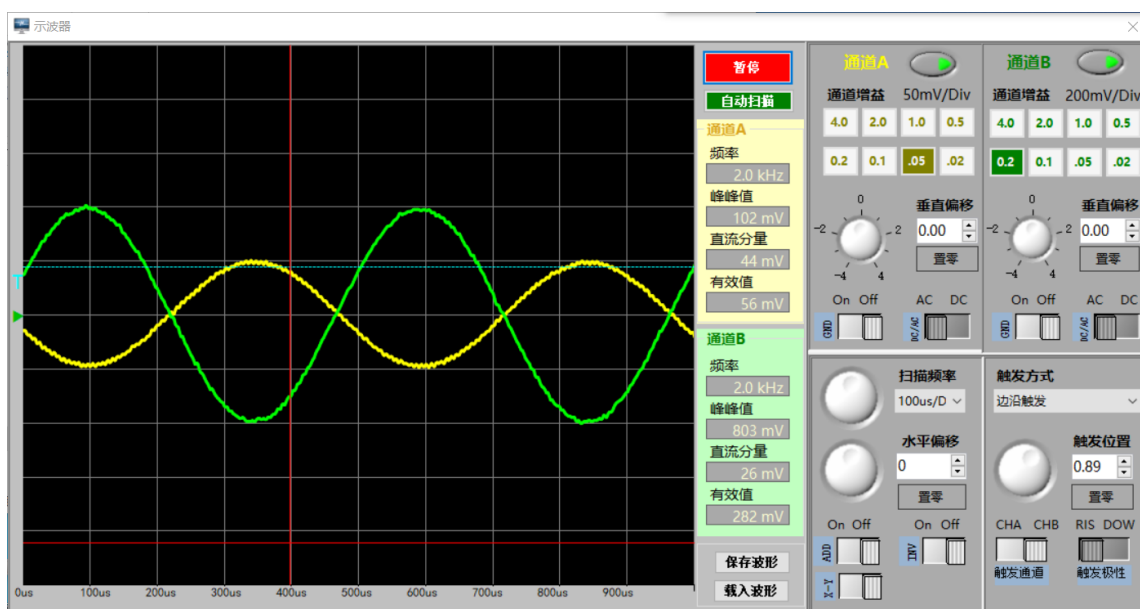 示波器
T
0us 100us 200us 300us 400us 500us 600us 700us 800us 900us
暂停
自动扫描
通道A
频率
2.0 kHz
峰峰值
102 mV
直流分量
44 mV
有效值
56 mV
通道B
频率
2.0 kHz
峰峰值
803 mV
直流分量
26 mV
有效值
282 mV
保存波形
载入波形
通道A
通道增益 50mV/Div
4.0 2.0 1.0 0.5
0.2 0.1 .05 .02
垂直偏移
0
-2 2
-4 4
0.00
置零
On Off AC DC
GND DC/AC
通道B
通道增益 200mV/Div
4.0 2.0 1.0 0.5
0.2 0.1 .05 .02
垂直偏移
0
-2 2
-4 4
0.00
置零
On Off AC DC
GND DC/AC
扫描频率
100us/D
水平偏移
0
置零
On Off On Off
ADD INV
X-Y
触发方式
边沿触发
触发位置
0.89
置零
CHA CHB RIS DOW
触发通道 触发极性